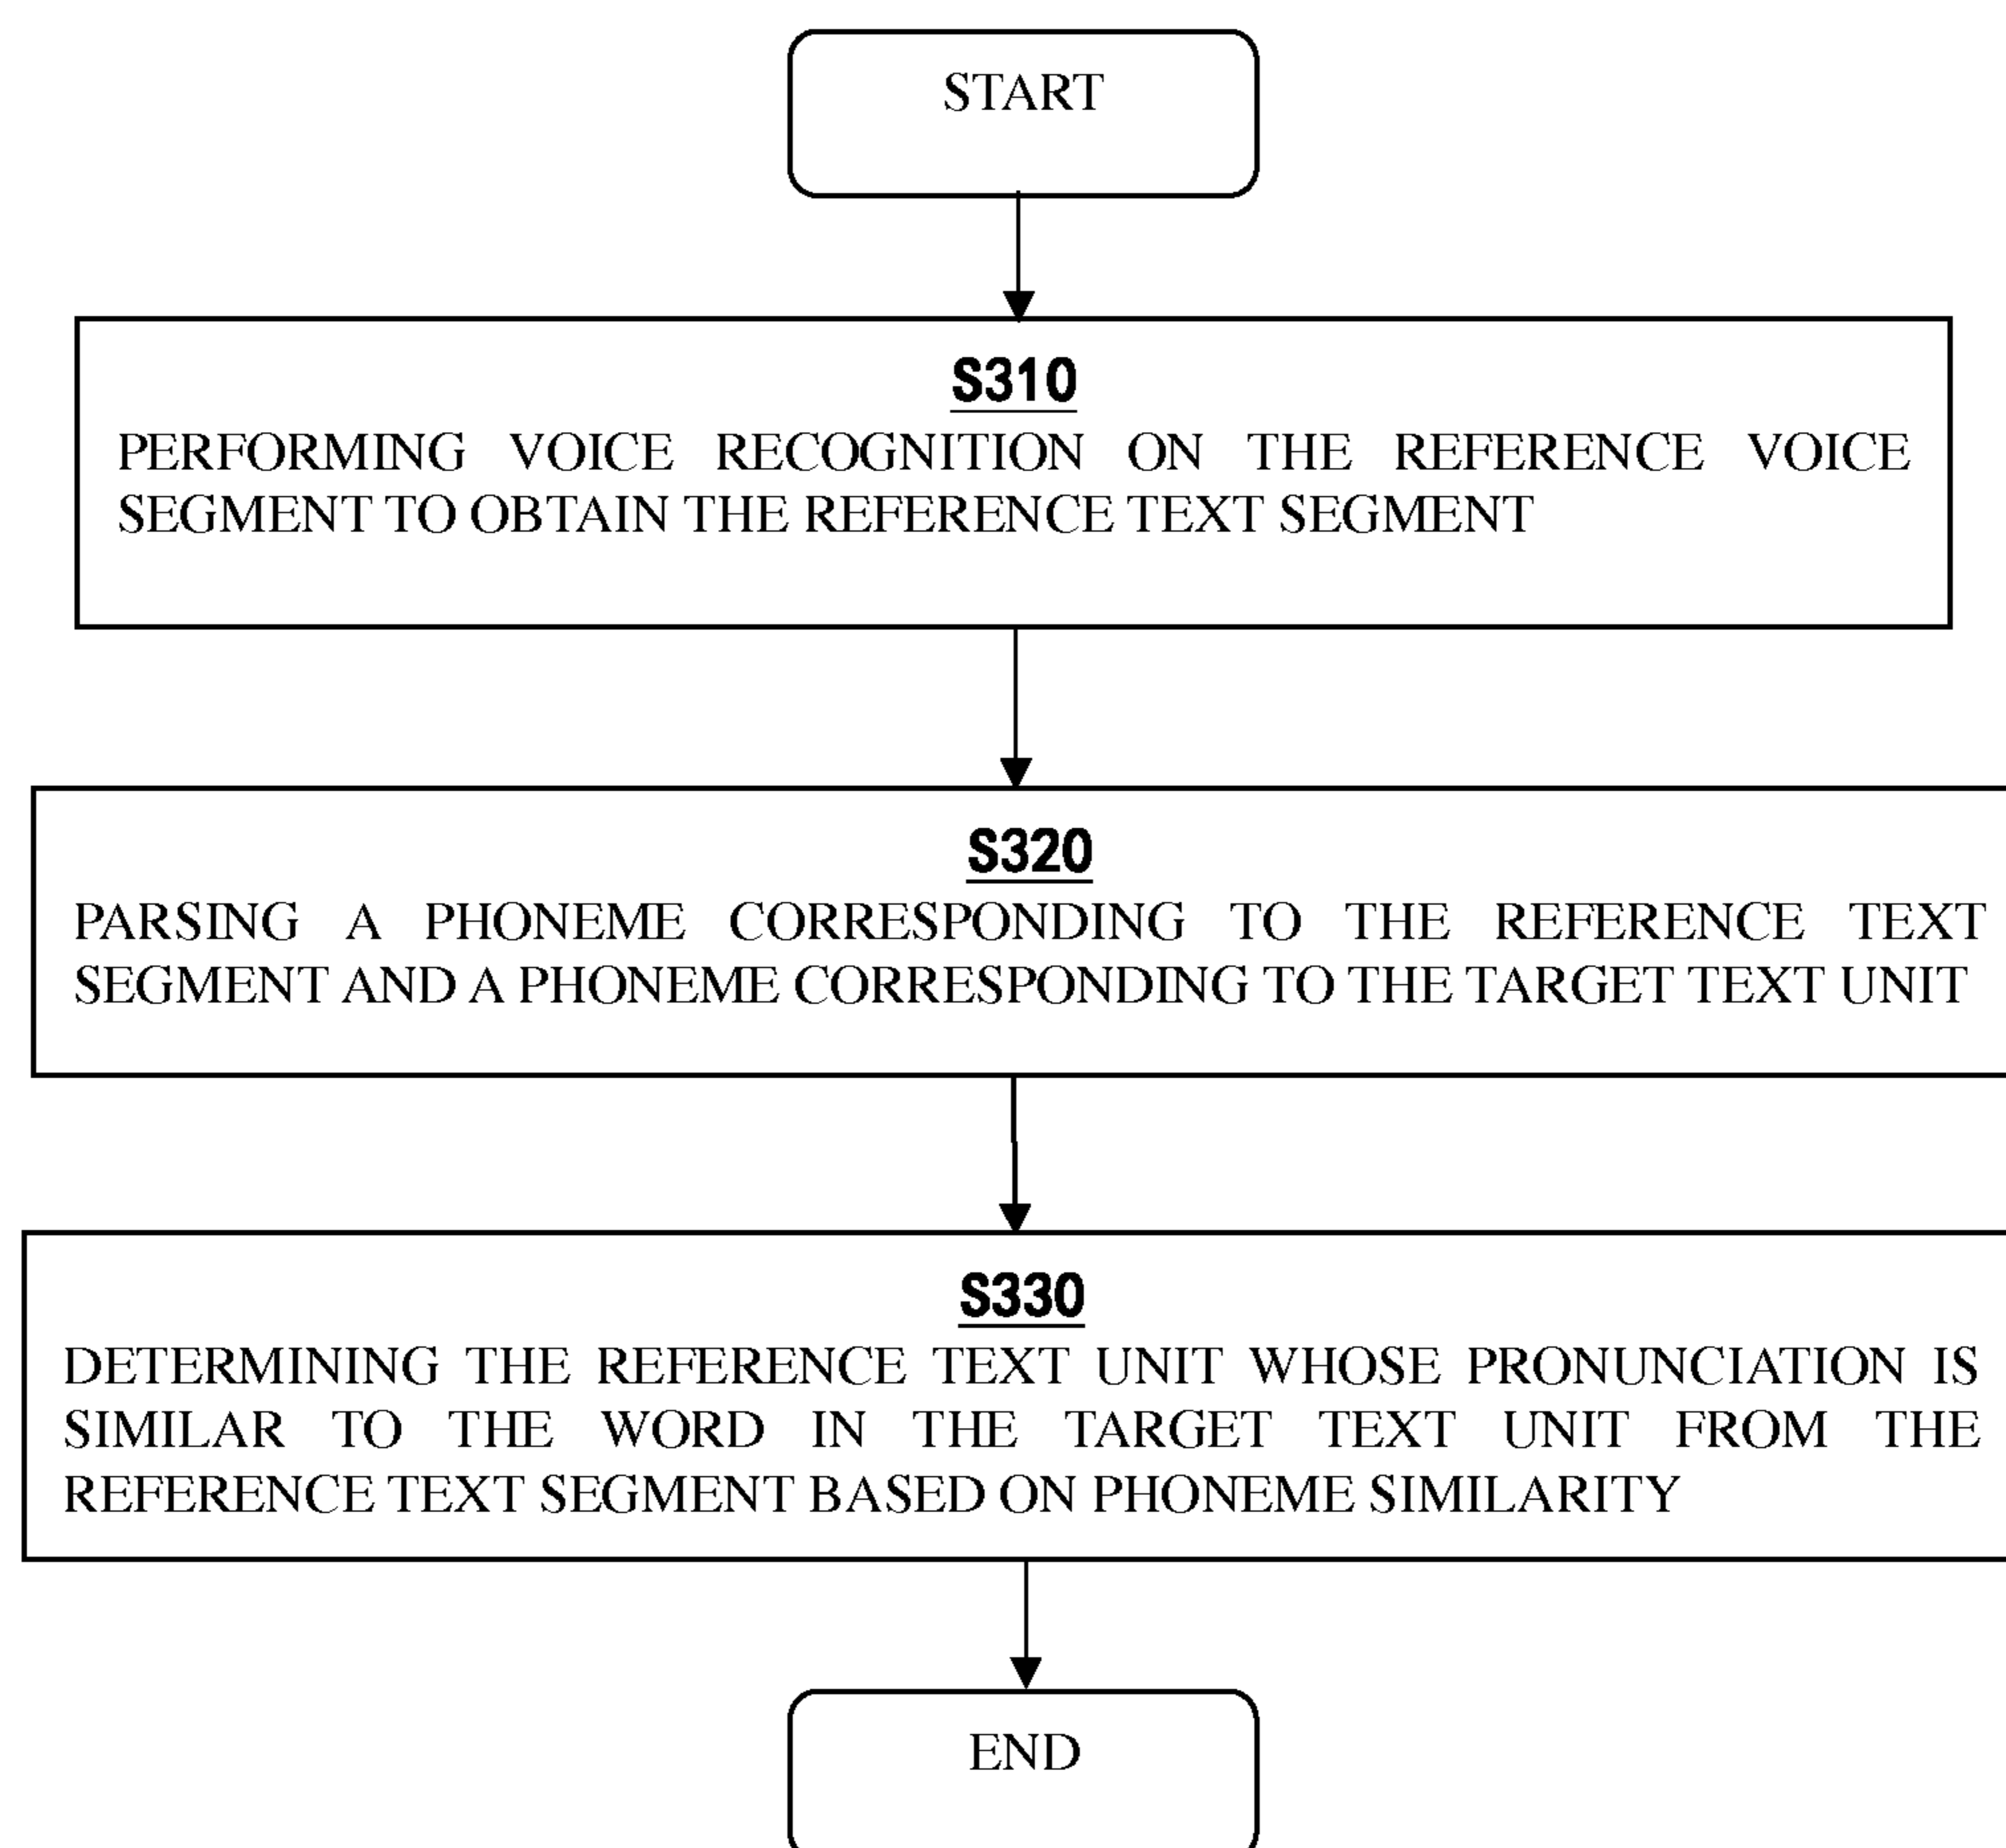 START
S310
PERFORMING VOICE RECOGNITION ON THE REFERENCE VOICE
SEGMENT TO OBTAIN THE REFERENCE TEXT SEGMENT
S320
PARSING A PHONEME CORRESPONDING TO THE REFERENCE TEXT
SEGMENT AND A PHONEME CORRESPONDING TO THE TARGET TEXT UNIT
S330
DETERMINING THE REFERENCE TEXT UNIT WHOSE PRONUNCIATION IS
SIMILAR TO THE WORD IN THE TARGET TEXT UNIT FROM THE
REFERENCE TEXT SEGMENT BASED ON PHONEME SIMILARITY
END